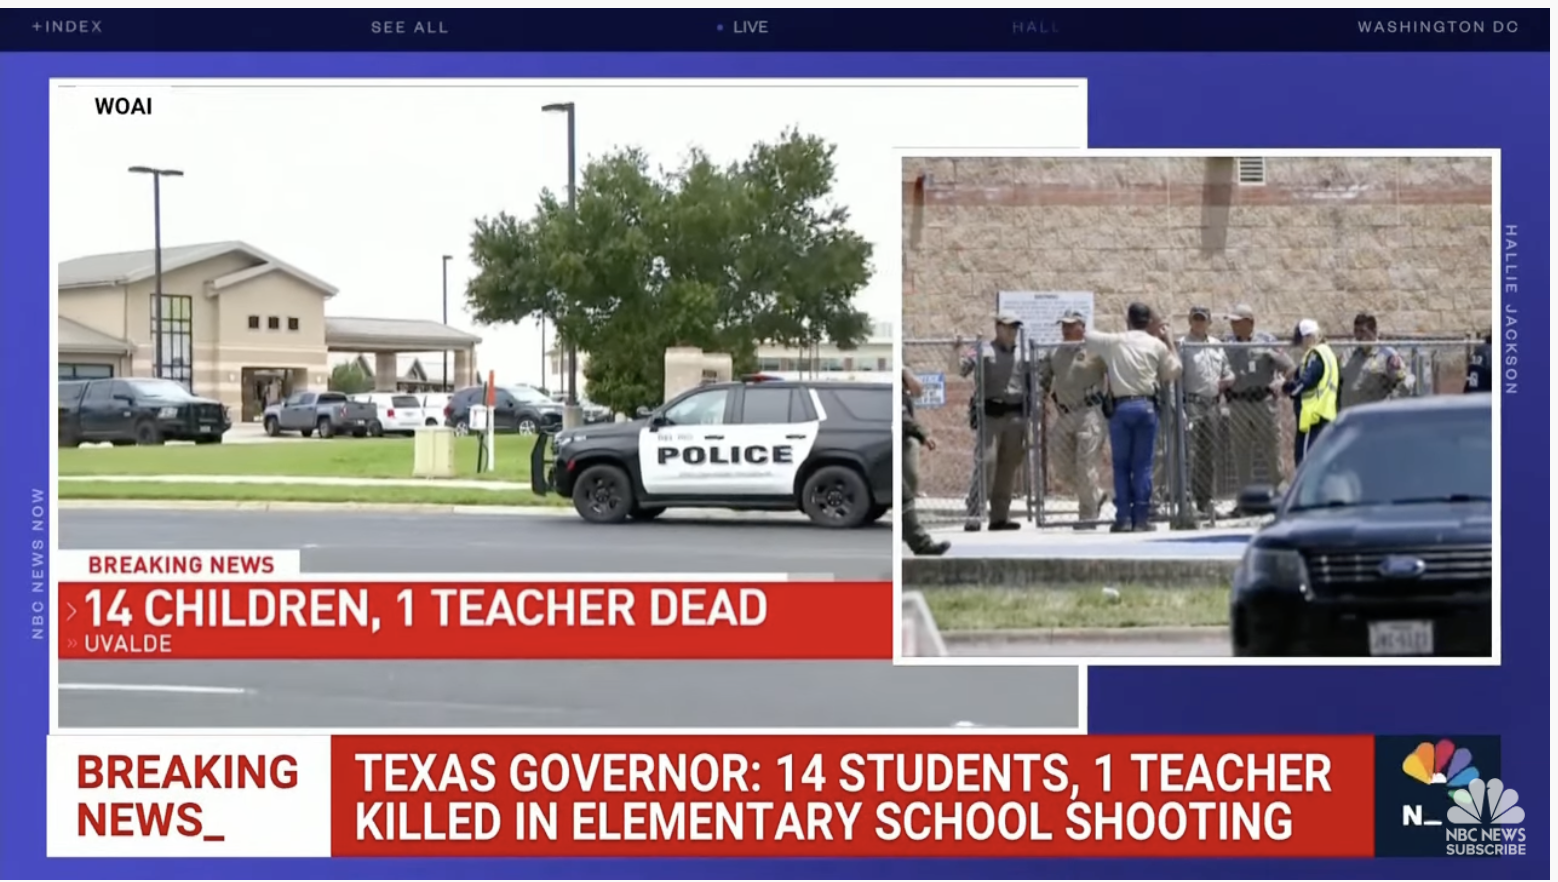 +INDEX
SEE ALL
• LIVE
HALL
WASHINGTON DC
WOAI
HALLIE JACKSON
POLICE
NBC NEWS NOW
BREAKING NEWS
> 14 CHILDREN, 1 TEACHER DEAD
» UVALDE
BREAKING
NEWS_
TEXAS GOVERNOR: 14 STUDENTS, 1 TEACHER
KILLED IN ELEMENTARY SCHOOL SHOOTING
N_
NBC NEWS
SUBSCRIBE